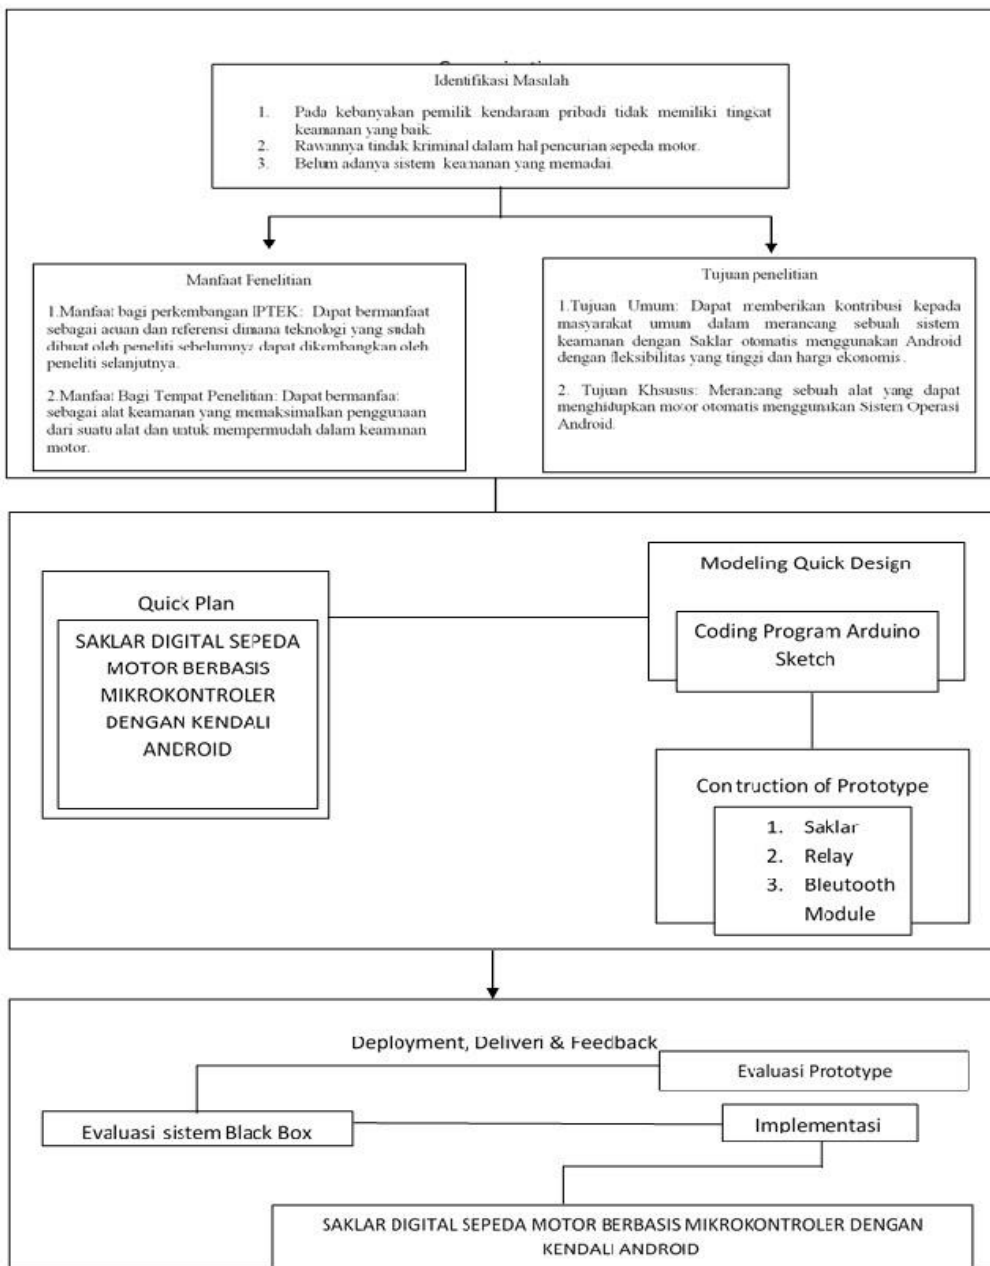 Identifikasi Masalah
1. Pada kebanyakan pemilik kendaraan pribadi tidak memiliki tingkat
keamanan yang baik.
2. Rawannya tindak kriminal dalam hal pencurian sepeda motor.
3. Belum adanya sistem keamanan yang memadai
Manfaat Fenelitian
1.Manfaat bagi perkembangan IPTEK: Dapat bermanfaat
sebagai acuan dan referensi dimana teknologi yang sudah
dibuat oleh peneliti sebelumnya dapat dikembangkan oleh
peneliti selanjutnya.
2.Manfaat Bagi Tempat Penelitian: Dapat bermanfaat
sebagai alat keamanan yang memaksimalkan penggunaan
dari suatu alat dan untuk mempermudah dalam keamanan
motor.
Tujuan penelitian
1.Tujuan Umum: Dapat memberikan kontribusi kepada
masyarakat umum dalam merancang sebuah sistem
keamanan dengan Saklar otomatis menggunakan Android
dengan fleksibilitas yang tinggi dan harga ekonomis.
2. Tujuan Khsusus: Merancang sebuah alat yang dapat
menghidupkan motor otomatis menggunakan Sistem Operasi
Android.
Quick Plan
SAKLAR DIGITAL SEPEDA
MOTOR BERBASIS
MIKROKONTROLER
DENGAN KENDALI
ANDROID
Modeling Quick Design
Coding Program Arduino
Sketch
Contruction of Prototype
1. Saklar
2. Relay
3. Bleutooth
Module
Deployment, Deliveri & Feedback
Evaluasi Prototype
Evaluasi sistem Black Box
Implementasi
SAKLAR DIGITAL SEPEDA MOTOR BERBASIS MIKROKONTROLER DENGAN
KENDALI ANDROID